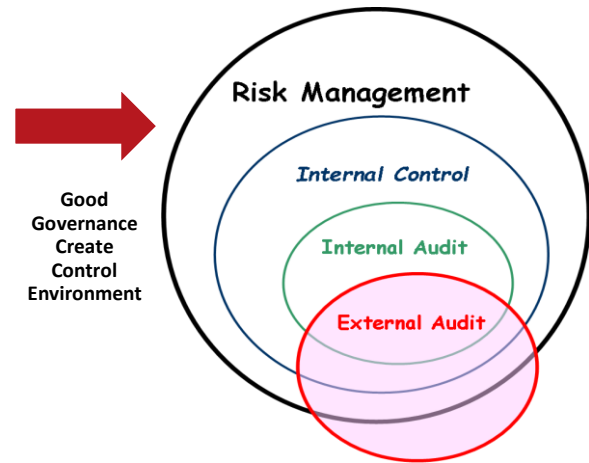 Risk Management
Internal Control
Internal Audit
External Audit
Good
Governance
Create
Control
Environment